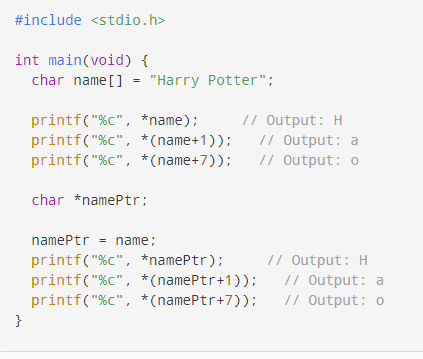 #include <stdio.h>
int main(void) {
char name[] = "Harry Potter";
printf("%c", *name);     // Output: H
printf("%c", *(name+1));   // Output: a
printf("%c", *(name+7));   // Output: o
char *namePtr;
namePtr = name;
printf("%c", *namePtr);     // Output: H
printf("%c", *(namePtr+1));   // Output: a
printf("%c", *(namePtr+7));   // Output: o
}